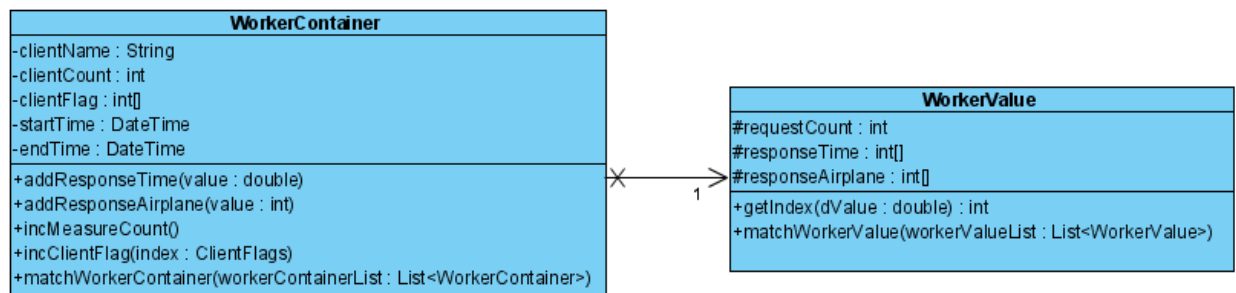 WorkerContainer
-clientName : String
-clientCount : int
-clientFlag : int[]
-startTime : DateTime
-endTime : DateTime
+addResponseTime(value : double)
+addResponseAirplane(value : int)
+incMeasureCount()
+incClientFlag(index : ClientFlags)
+matchWorkerContainer(workerContainerList : List<WorkerContainer>)
1
WorkerValue
#requestCount : int
#responseTime : int[]
#responseAirplane : int[]
+getIndex(dValue : double) : int
+matchWorkerValue(workerValueList : List<WorkerValue>)